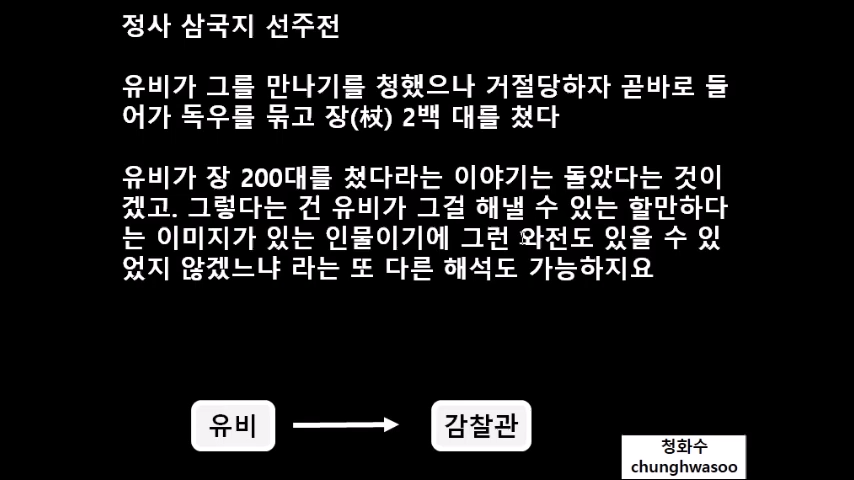 정사 삼국지 선주전
유비가 그를 만나기를 청했으나 거절당하자 곧바로 들
어가 독우를 묶고 장(杖) 2백 대를 쳤다
유비가 장 200대를 쳤다라는 이야기는 돌았다는 것이
겠고. 그렇다는 건 유비가 그걸 해낼 수 있는 할만하다
는 이미지가 있는 인물이기에 그런 와전도 있을 수 있
었지 않겠느냐 라는 또 다른 해석도 가능하지요
유비
감찰관
청화수
chunghwasoo